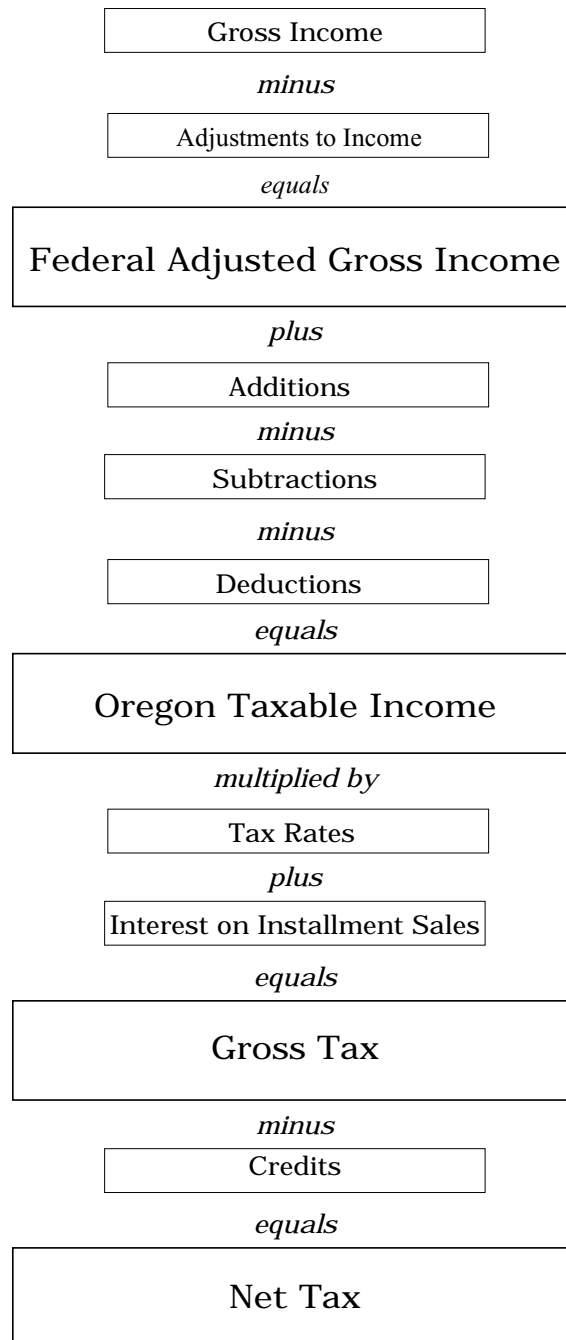 Gross Income
minus
Adjustments to Income
equals
Federal Adjusted Gross Income
plus
Additions
minus
Subtractions
minus
Deductions
equals
Oregon Taxable Income
multiplied by
Tax Rates
plus
Interest on Installment Sales
equals
Gross Tax
minus
Credits
equals
Net Tax